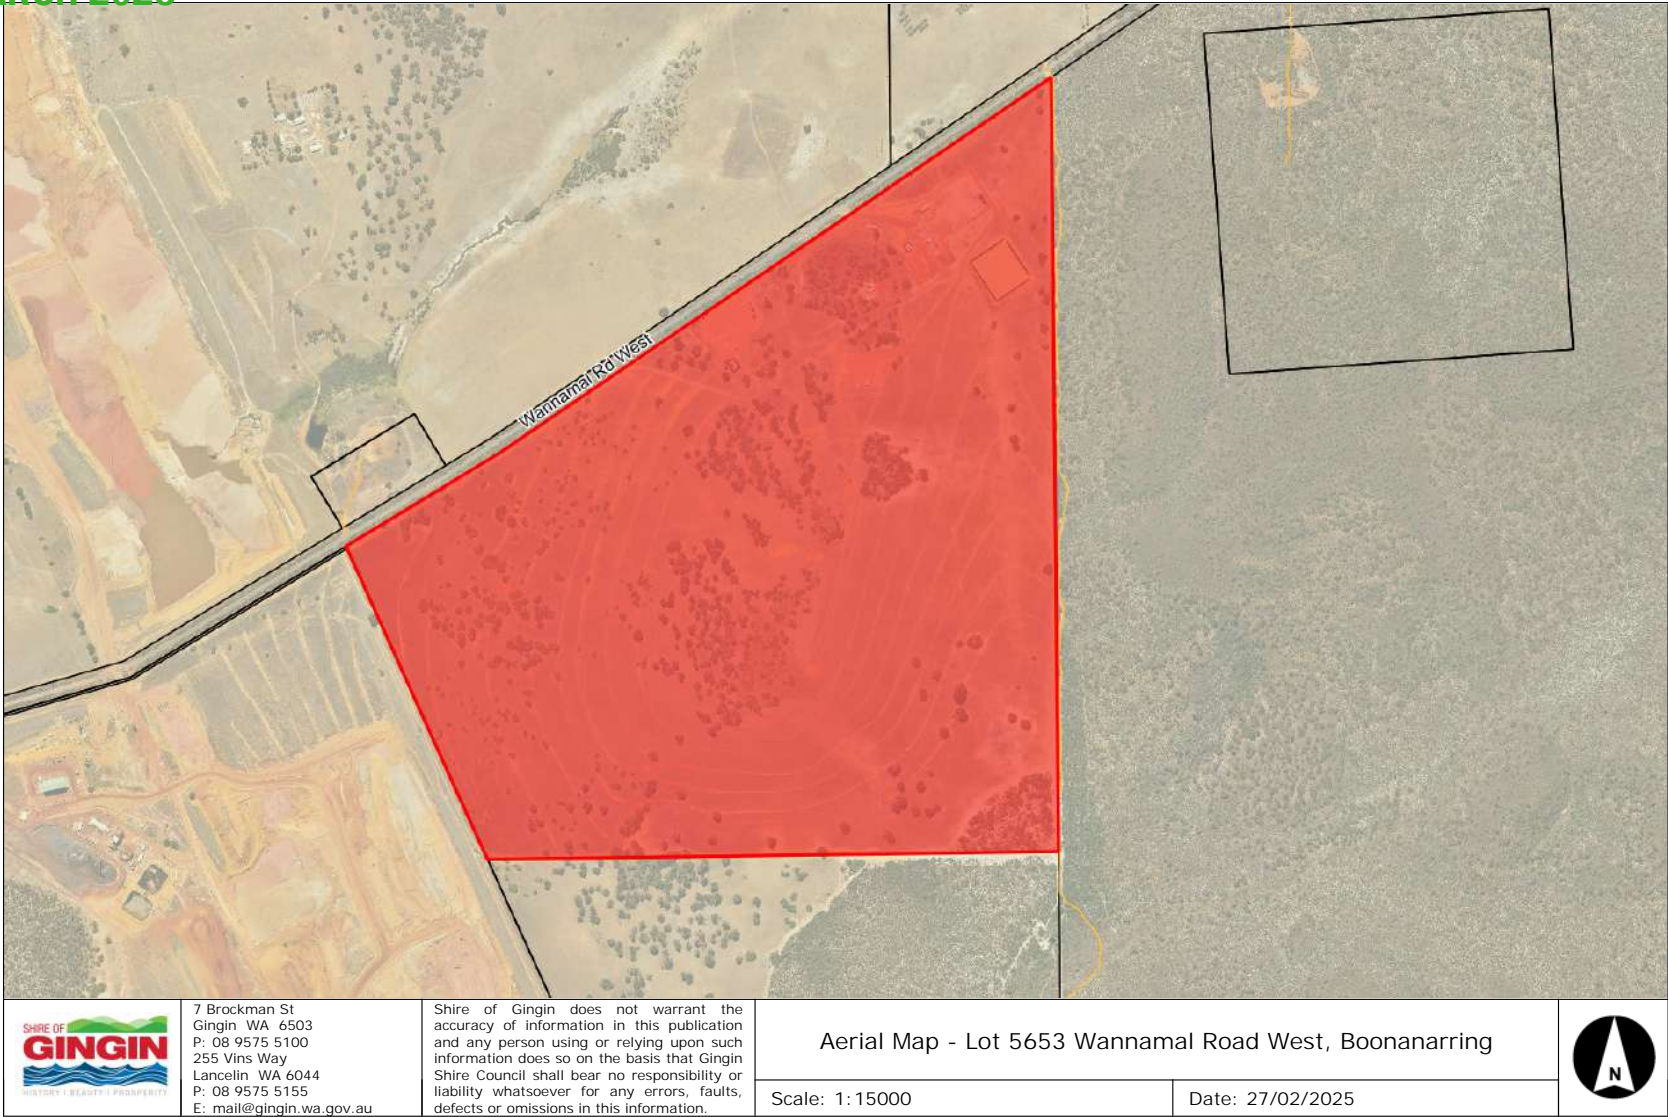 Wannamal Rd West
SHIRE OF
GINGIN
HISTORY | BEAUTY | PROSPERITY
7 Brockman St
Gingin WA 6503
P: 08 9575 5100
255 Vins Way
Lancelin WA 6044
P: 08 9575 5155
E: mail@gingin.wa.gov.au
Shire of Gingin does not warrant the
accuracy of information in this publication
and any person using or relying upon such
information does so on the basis that Gingin
Shire Council shall bear no responsibility or
liability whatsoever for any errors, faults,
defects or omissions in this information.
Aerial Map - Lot 5653 Wannamal Road West, Boonanarring
Scale: 1:15000
Date: 27/02/2025
N